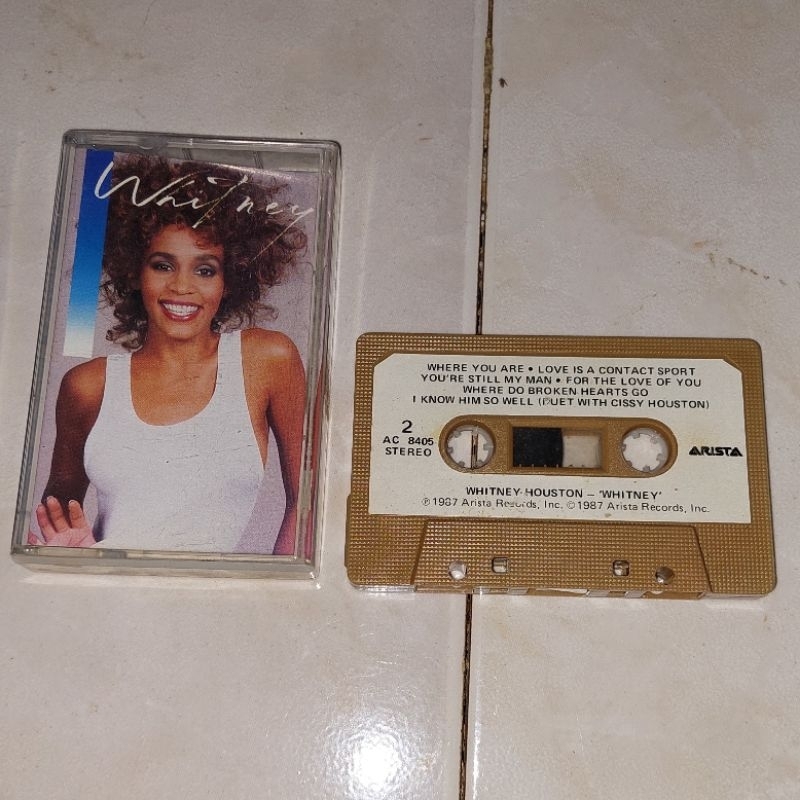 Whitney
WHERE YOU ARE • LOVE IS A CONTACT SPORT
YOU'RE STILL MY MAN • FOR THE LOVE OF YOU
WHERE DO BROKEN HEARTS GO
I KNOW HIM SO WELL (DUET WITH CISSY HOUSTON)
2
AC 8405
STEREO
ARISTA
WHITNEY HOUSTON – 'WHITNEY'
℗ 1987 Arista Records, Inc. © 1987 Arista Records, Inc.